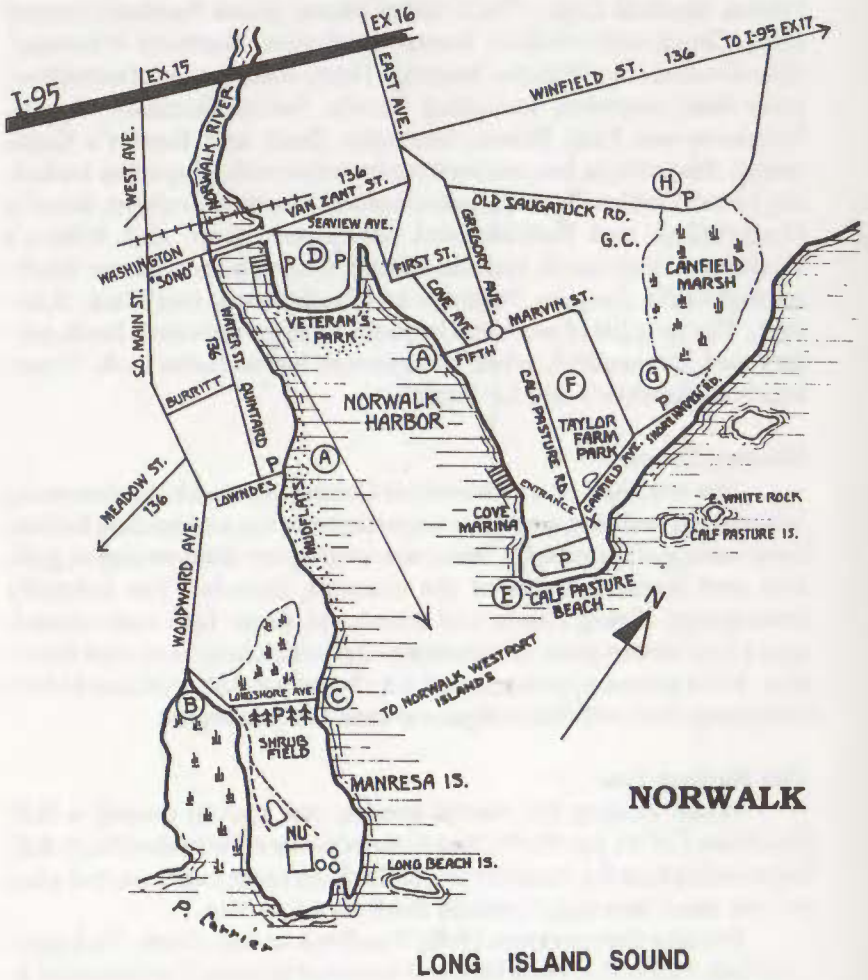 EX 16
EX 15
I-95
TO I-95 EX 17
WINFIELD ST. 136
EAST AVE.
WEST AVE.
NORWALK RIVER
136
VAN ZANT ST.
H
P
OLD SAUGATUCK RD.
G.C.
SEAVIEW AVE.
WASHINGTON
"SONO"
D
P
P
FIRST ST.
GREGORY AVE.
CANFIELD MARSH
SO. MAIN ST.
WATER ST.
136
VETERAN'S PARK
COVE AVE.
MARVIN ST.
A
FIFTH
G
P
BURRITT
QUINTARD
NORWALK HARBOR
CALF PASTURE RD.
F
TAYLOR FARM PARK
CANFIELD AVE.
SHOREHAVEN RD.
P
A
MEADOW ST.
136
LOWNDES
MUDFLATS
ENTRANCE
X
COVE MARINA
E. WHITE ROCK
CALF PASTURE IS.
P
E
CALF PASTURE BEACH
WOODWARD AVE.
N
TO NORWALK WESTPORT ISLANDS
B
LONGSHORE AVE.
C
P
SHRUB FIELD
MANRESA IS.
NORWALK
NU
LONG BEACH IS.
P. Carrier
LONG ISLAND SOUND